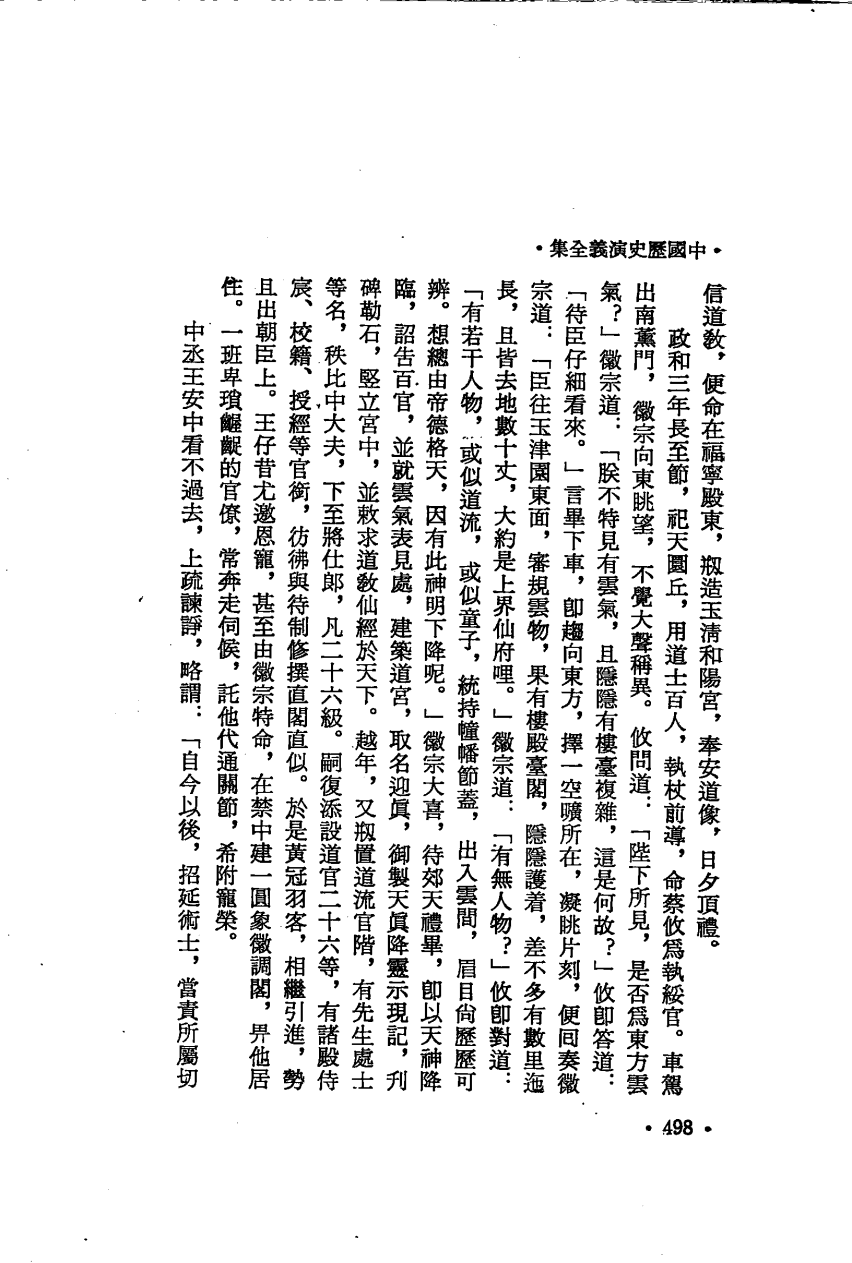 •中國歷史演義全集•
信道教，便命在福寧殿東，剏造玉清和陽宮，奉安道像，日夕頂禮。
政和三年長至節，祀天圜丘，用道士百人，執杖前導，命蔡攸爲執綏官。車駕
出南薰門，徽宗向東眺望，不覺大聲稱異。攸問道：「陛下所見，是否爲東方雲
氣？」徽宗道：「朕不特見有雲氣，且隱隱有樓臺複雜，這是何故？」攸卽答道：
「待臣仔細看來。」言畢下車，卽趨向東方，擇一空曠所在，凝眺片刻，便回奏徽
宗道：「臣往玉津園東面，審視雲物，果有樓殿臺閣，隱隱護着，差不多有數里迤
長，且皆去地數十丈，大約是上界仙府哩。」徽宗道：「有無人物？」攸卽對道：
「有若干人物，或似道流，或似童子，統持幢幡節蓋，出入雲間，眉目尙歷歷可
辨。想總由帝德格天，因有此神明下降呢。」徽宗大喜，待郊天禮畢，卽以天神降
臨，詔告百官，並就雲氣表見處，建築道宮，取名迎眞，御製天眞降靈示現記，刋
碑勒石，竪立宮中，並敕求道教仙經於天下。越年，又剏置道流官階，有先生處士
等名，秩比中大夫，下至將仕郎，凡二十六級。嗣復添設道官二十六等，有諸殿侍
宸、校籍、授經等官銜，彷彿與待制修撰直閣直似。於是黃冠羽客，相繼引進，勢
且出朝臣上。王仔昔尤邀恩寵，甚至由徽宗特命，在禁中建一圓象徽調閣，畀他居
住。一班卑瑣齷齪的官僚，常奔走伺候，託他代通關節，希附寵榮。
中丞王安中看不過去，上疏諫諍，略謂：「自今以後，招延術士，當責所屬切
•498•